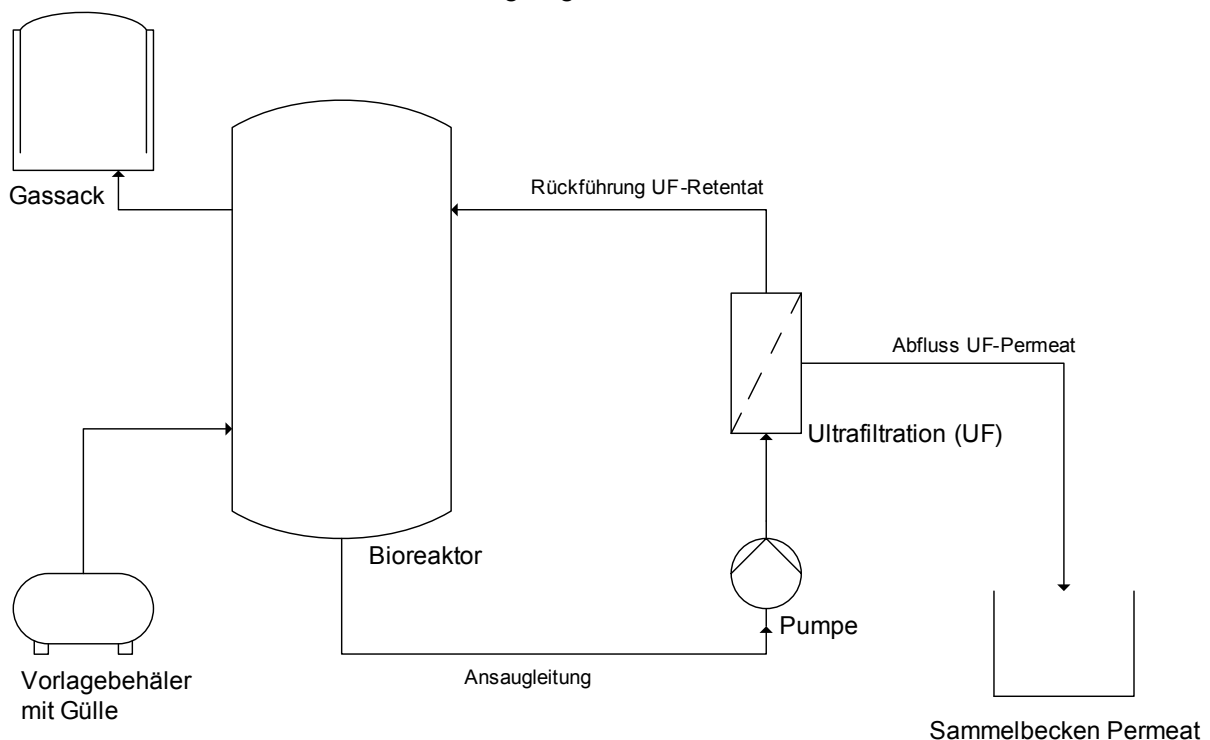 Gassack
Rückführung UF-Retentat
Abfluss UF-Permeat
Ultrafiltration (UF)
Bioreaktor
Pumpe
Vorlagebehäler
mit Gülle
Ansaugleitung
Sammelbecken Permeat